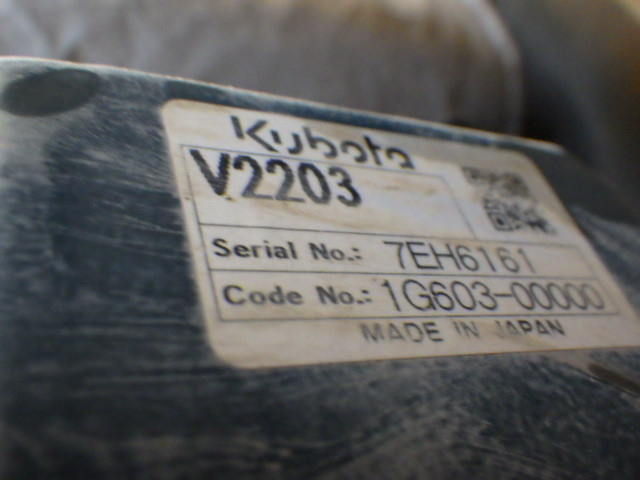 Kubota
V2203
Serial No.: 7EH6161
Code No.: 1G603-00000
MADE IN JAPAN